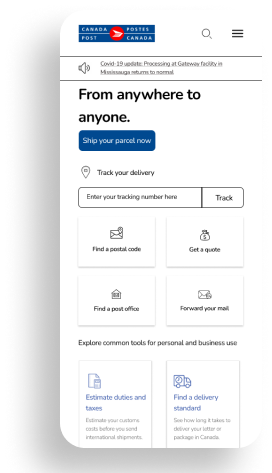 CANADA POSTES
POST CANADA
Covid-19 update: Processing at Gateway facility in
Mississauga returns to
normal
From anywhere to
anyone.
Ship your parcel now
Track your delivery
Enter your tracking number here Track
Find a postal code Get a quote
Find a post office Forward your mail
Explore common tools for personal and business use
Estimate duties and
taxes
Estimate your customs
costs before you send
international shipments.
Find a delivery
standard
See how long it takes to
deliver your letter or
package in Canada.